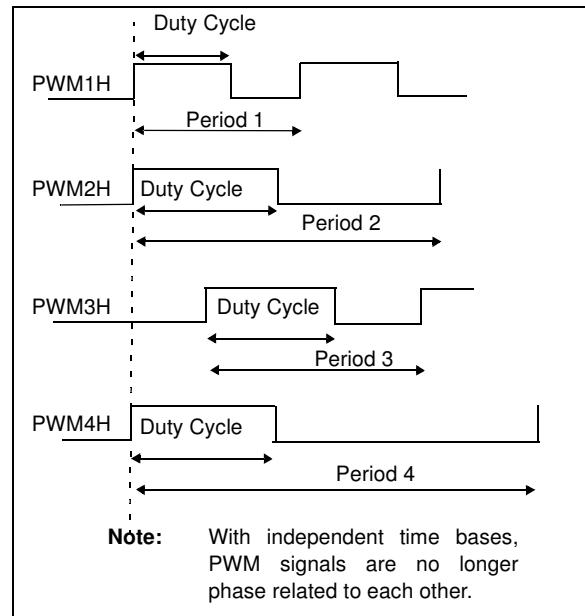 Duty Cycle
PWM1H
Period 1
PWM2H
Duty Cycle
Period 2
PWM3H
Duty Cycle
Period 3
PWM4H
Duty Cycle
Period 4
Note: With independent time bases,
PWM signals are no longer
phase related to each other.